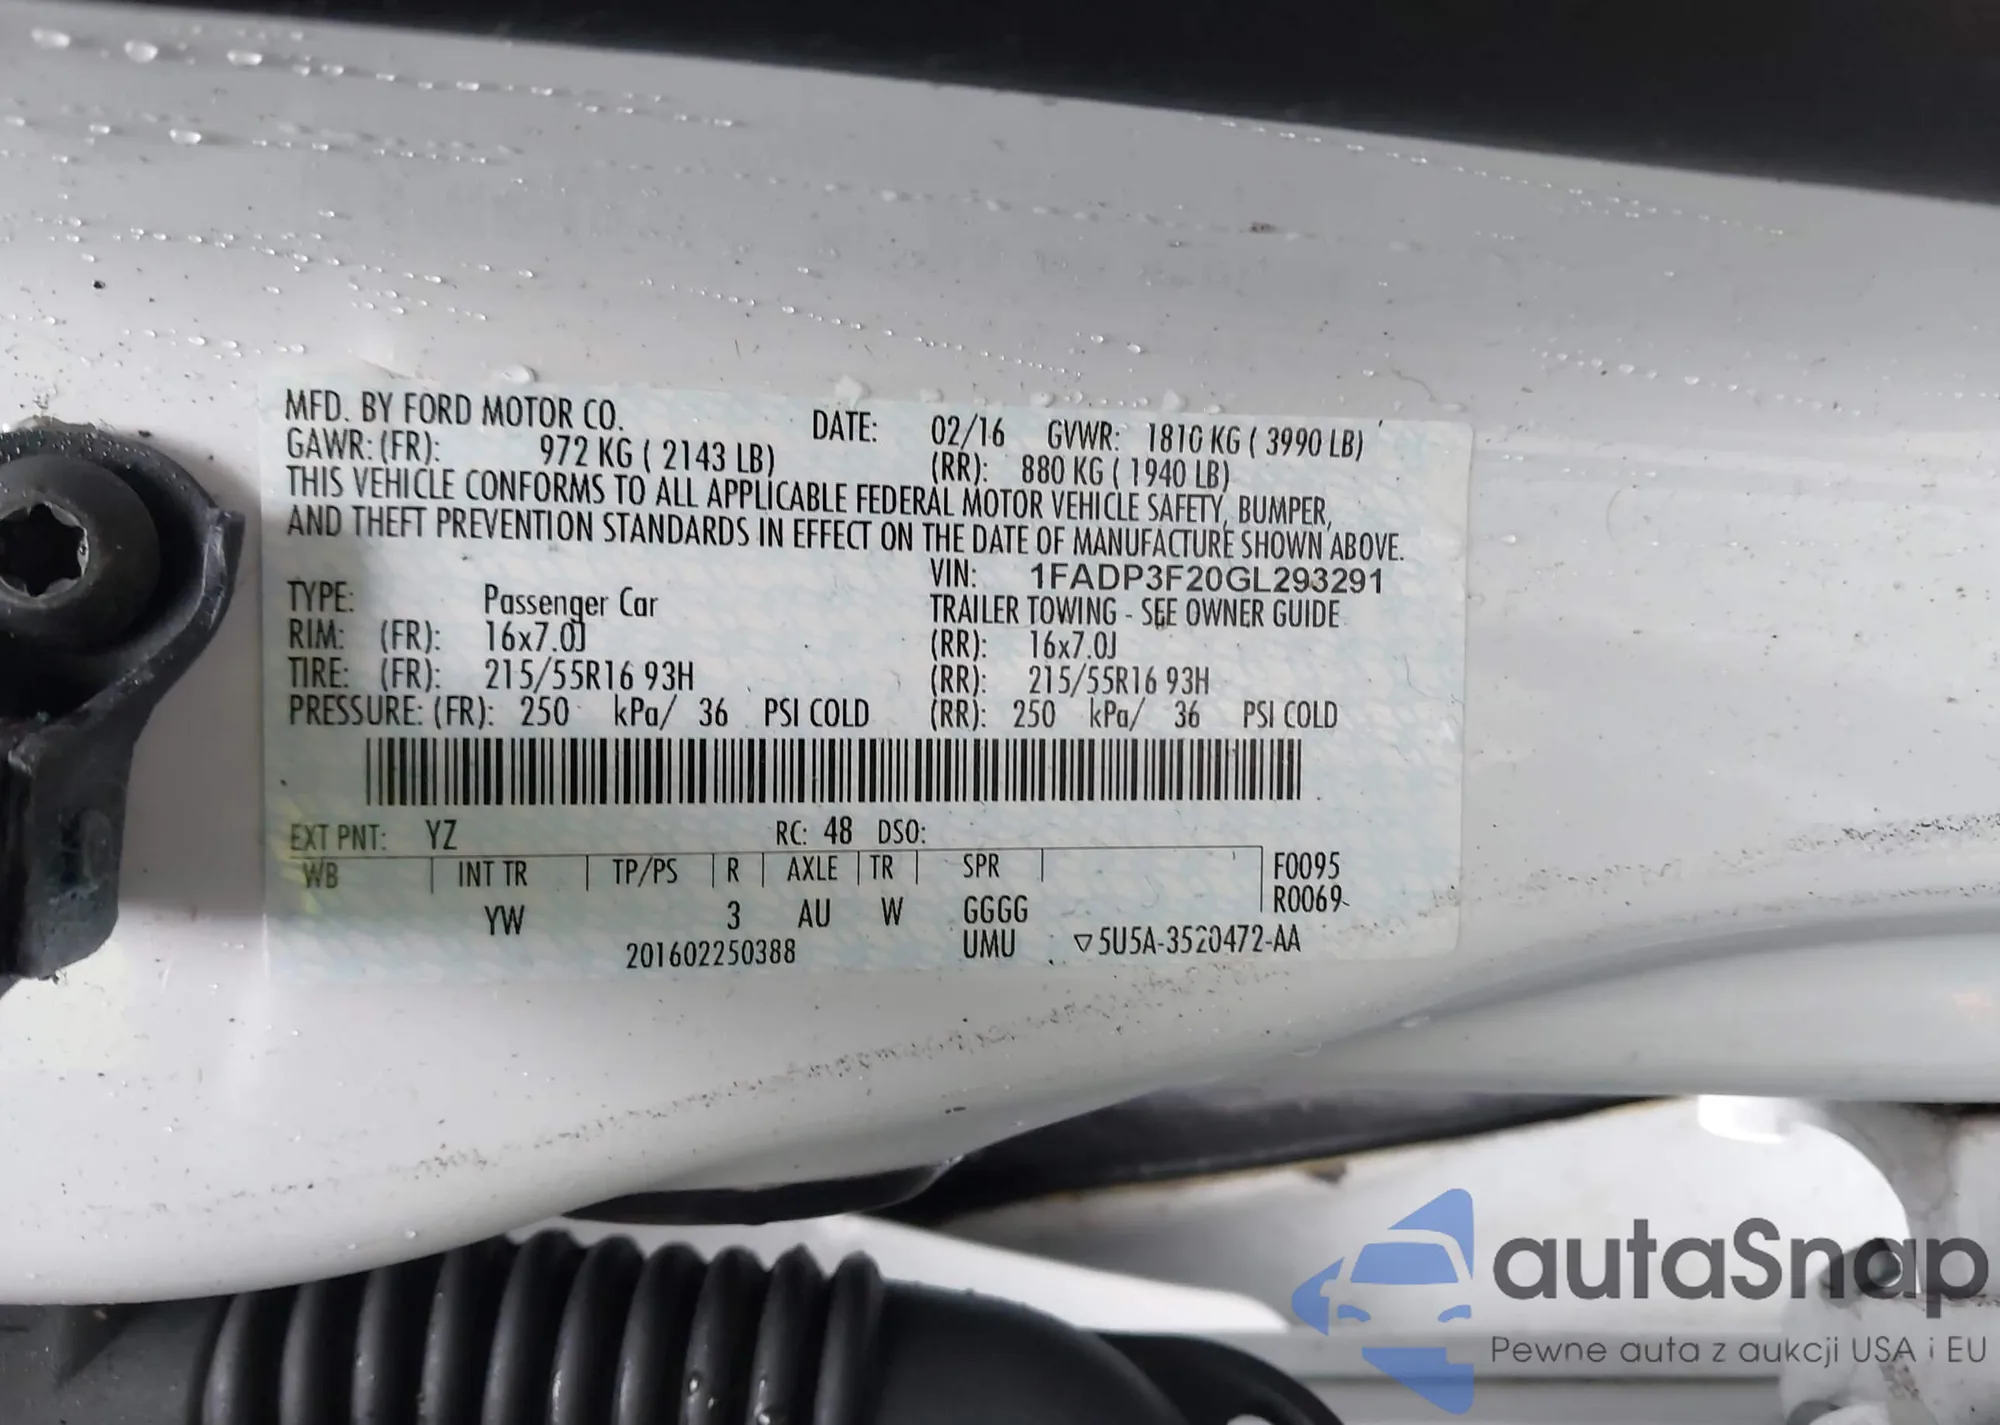 MFD. BY FORD MOTOR CO. DATE: 02/16 GVWR: 1810 KG ( 3990 LB)
GAWR: (FR): 972 KG ( 2143 LB) (RR): 880 KG ( 1940 LB)
THIS VEHICLE CONFORMS TO ALL APPLICABLE FEDERAL MOTOR VEHICLE SAFETY, BUMPER,
AND THEFT PREVENTION STANDARDS IN EFFECT ON THE DATE OF MANUFACTURE SHOWN ABOVE.
VIN: 1FADP3F20GL293291
TYPE: Passenger Car TRAILER TOWING - SEE OWNER GUIDE
RIM: (FR): 16x7.0J (RR): 16x7.0J
TIRE: (FR): 215/55R16 93H (RR): 215/55R16 93H
PRESSURE: (FR): 250 kPa/ 36 PSI COLD (RR): 250 kPa/ 36 PSI COLD
EXT PNT: YZ RC: 48 DSO:
WB INT TR TP/PS R AXLE TR SPR F0095
R0069
YW 3 AU W GGGG
201602250388 UMU ▽5U5A-3520472-AA
autaSnap
Pewne auta z aukcji USA i EU